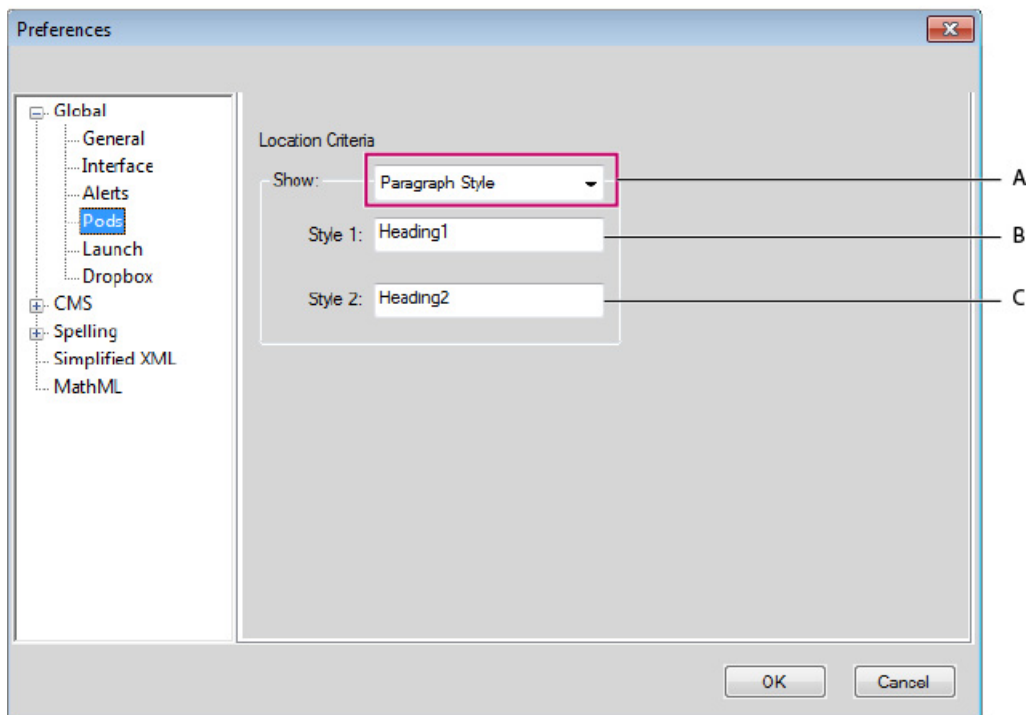 Preferences
Global
General
Interface
Alerts
Pods
Launch
Dropbox
CMS
Spelling
Simplified XML
MathML
Location Criteria
Show: Paragraph Style
A
Style 1: Heading1
B
Style 2: Heading2
C
OK
Cancel